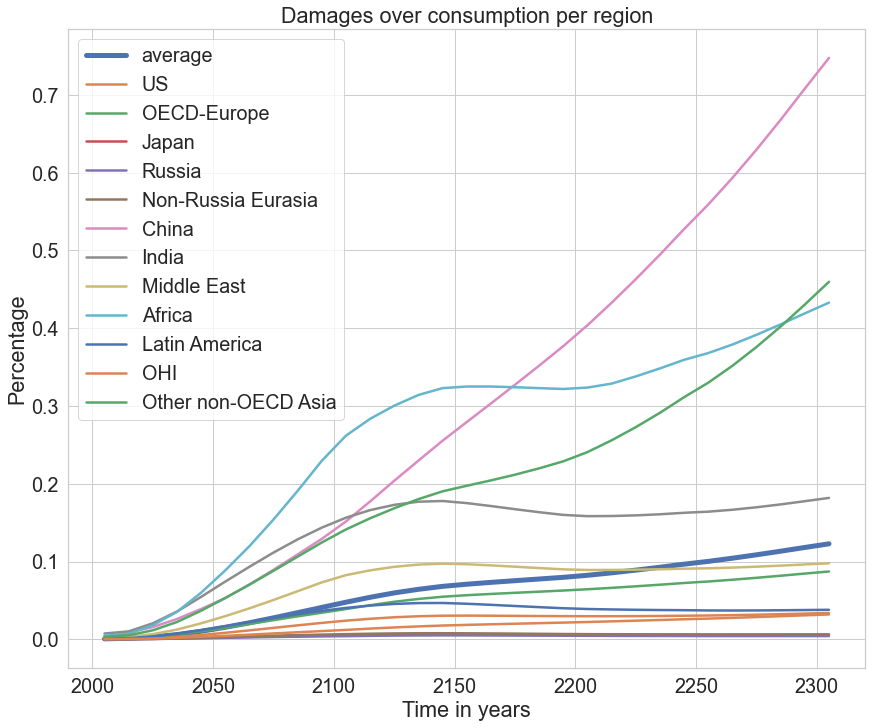 Damages over consumption per region
average
US
OECD-Europe
Japan
Russia
Non-Russia Eurasia
China
India
Middle East
Africa
Latin America
OHI
Other non-OECD Asia
Percentage
0.7
0.6
0.5
0.4
0.3
0.2
0.1
0.0
2000 2050 2100 2150 2200 2250 2300
Time in years